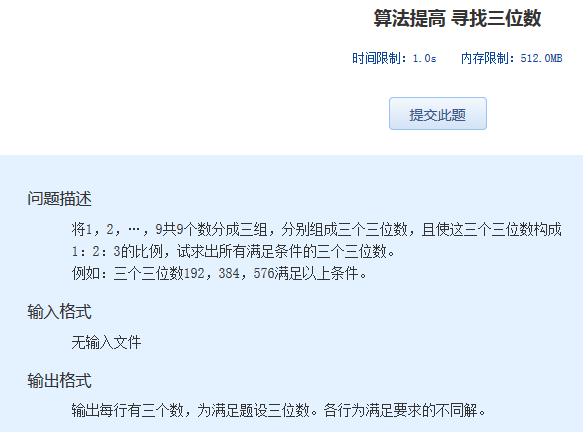 算法提高 寻找三位数
时间限制：1.0s 内存限制：512.0MB
提交此题
问题描述
将1，2，…，9共9个数分成三组，分别组成三个三位数，且使这三个三位数构成
1：2：3的比例，试求出所有满足条件的三个三位数。
例如：三个三位数192，384，576满足以上条件。
输入格式
无输入文件
输出格式
输出每行有三个数，为满足题设三位数。各行为满足要求的不同解。